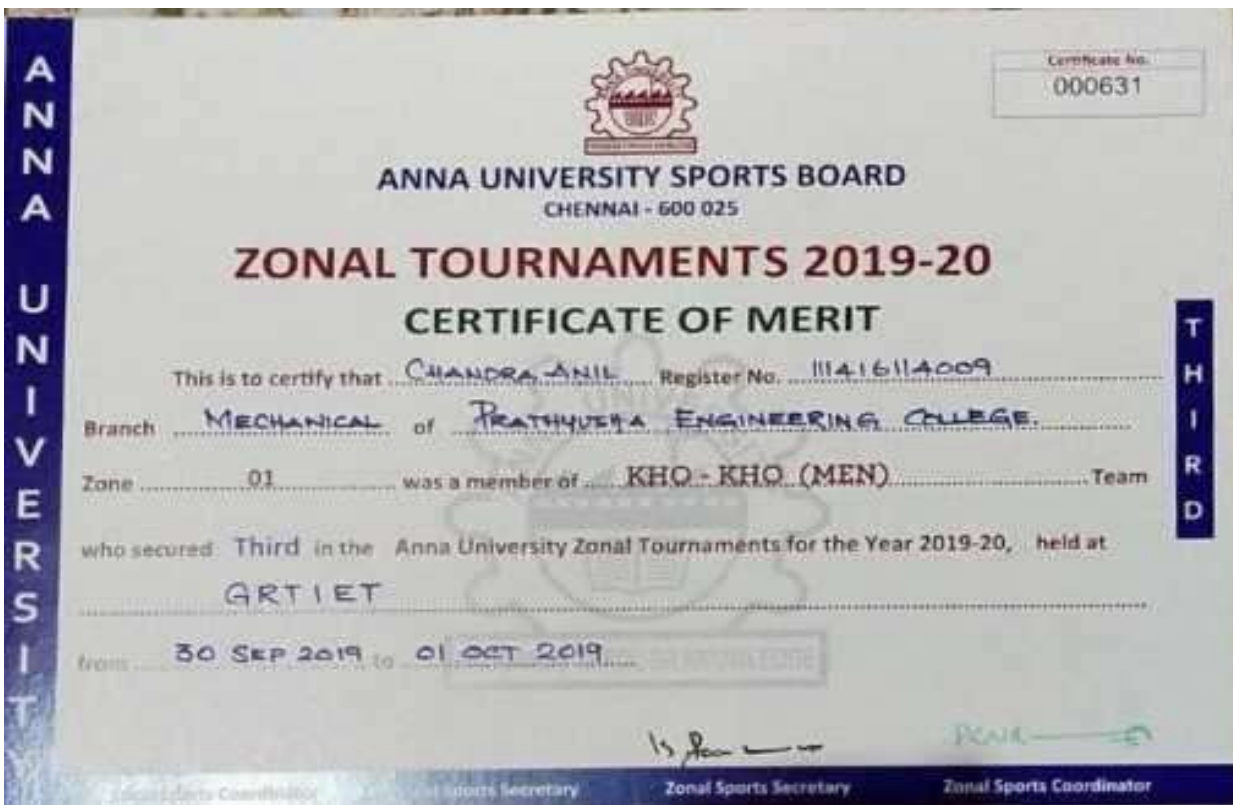 ANNA UNIVERSITY
Certificate No.
000631
ANNA UNIVERSITY SPORTS BOARD
CHENNAI - 600 025
ZONAL TOURNAMENTS 2019-20
CERTIFICATE OF MERIT
THIRD
This is to certify that CHANDRA ANIL Register No. 111416114009
Branch MECHANICAL of PRATHYUSHA ENGINEERING COLLEGE.
Zone 01 was a member of KHO - KHO (MEN) Team
who secured Third in the Anna University Zonal Tournaments for the Year 2019-20, held at
GRTIET
from 30 SEP 2019 to 01 OCT 2019
Sports Coordinator Sports Secretary Zonal Sports Secretary Zonal Sports Coordinator